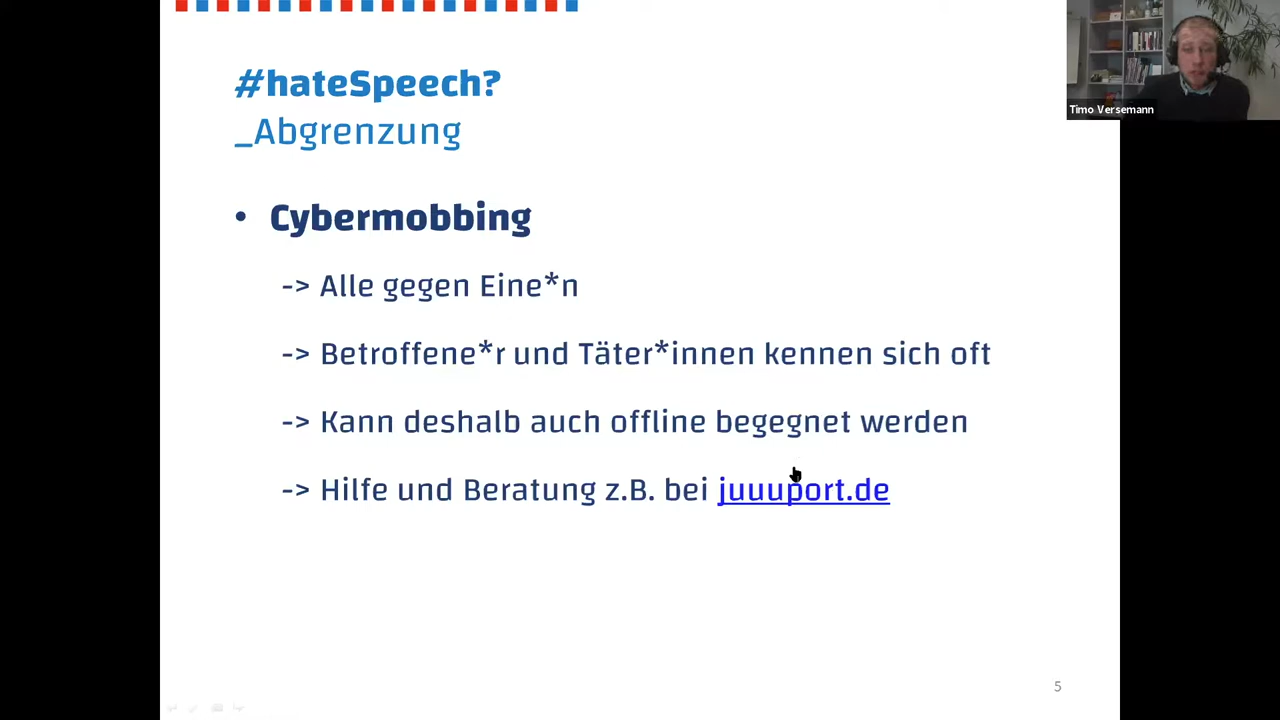 #hateSpeech?
_Abgrenzung
Timo Versemann
• Cybermobbing
-> Alle gegen Eine*n
-> Betroffene*r und Täter*innen kennen sich oft
-> Kann deshalb auch offline begegnet werden
-> Hilfe und Beratung z.B. bei juuuport.de
5